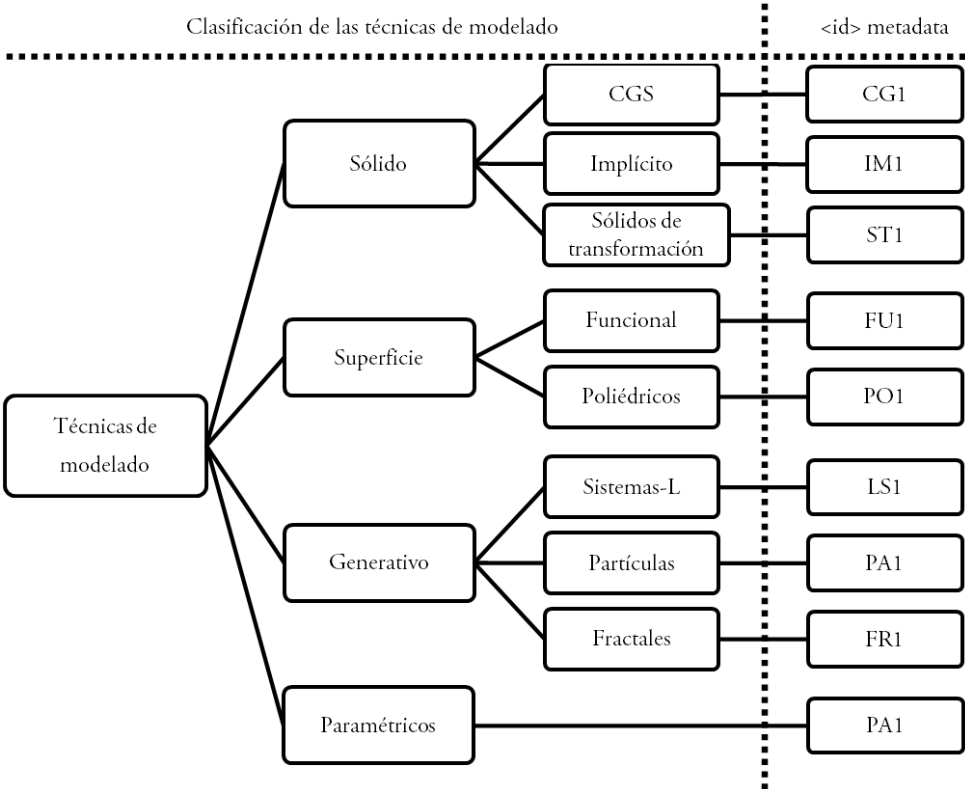 Clasificación de las técnicas de modelado
<id> metadata
CGS
CG1
Sólido
Implícito
IM1
Sólidos de
transformación
ST1
Funcional
FU1
Superficie
Poliédricos
PO1
Técnicas de
modelado
Sistemas-L
LS1
Generativo
Partículas
PA1
Fractales
FR1
Paramétricos
PA1